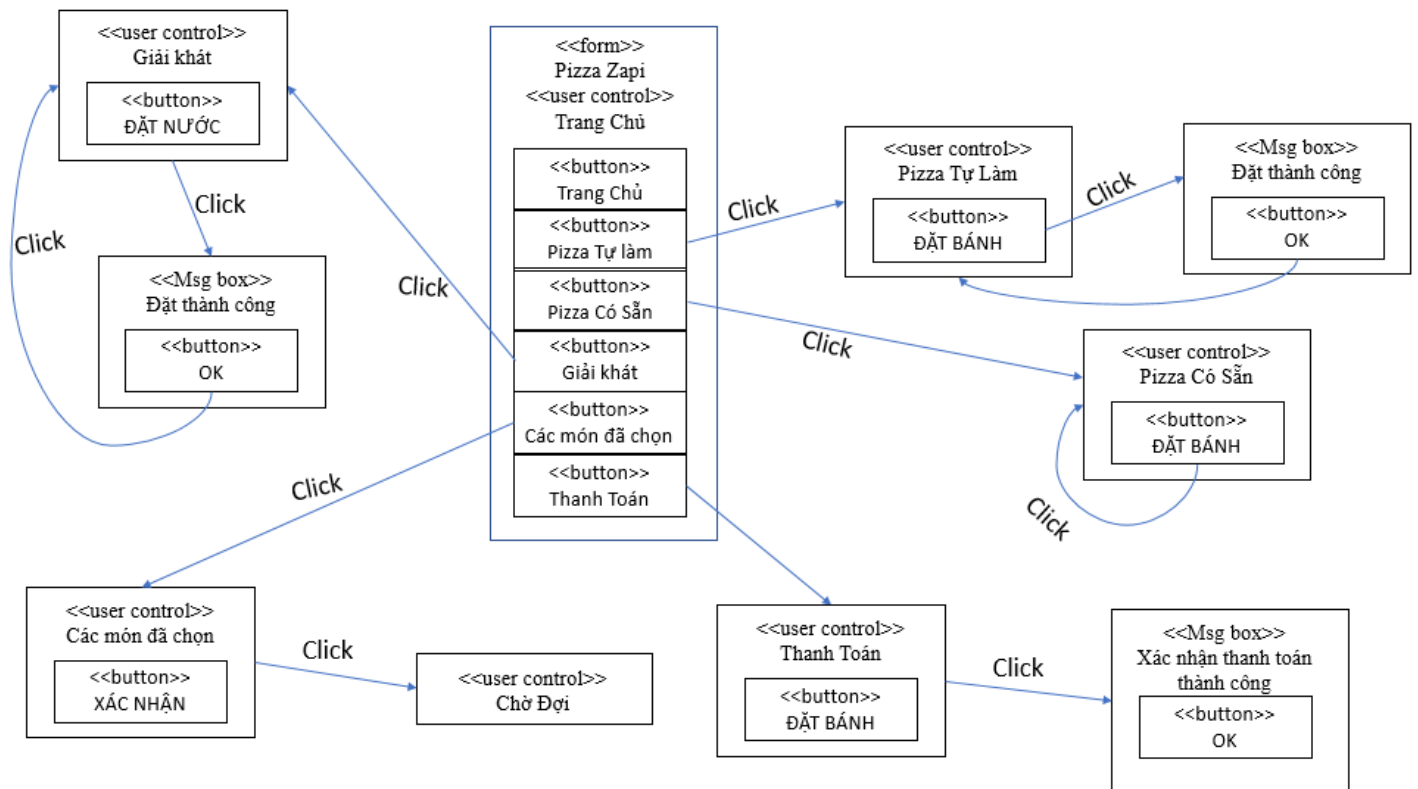 <<user control>>
Giải khát
<<button>>
ĐẶT NƯỚC
Click
Click
<<Msg box>>
Đặt thành công
<<button>>
OK
<<form>>
Pizza Zapi
<<user control>>
Trang Chủ
<<button>>
Trang Chủ
<<button>>
Pizza Tự làm
<<button>>
Pizza Có Sẵn
<<button>>
Giải khát
<<button>>
Các món đã chọn
<<button>>
Thanh Toán
Click
Click
<<user control>>
Pizza Tự Làm
<<button>>
ĐẶT BÁNH
Click
<<Msg box>>
Đặt thành công
<<button>>
OK
Click
<<user control>>
Pizza Có Sẵn
<<button>>
ĐẶT BÁNH
Click
Click
<<user control>>
Các món đã chọn
<<button>>
XÁC NHẬN
Click
<<user control>>
Chờ Đợi
<<user control>>
Thanh Toán
<<button>>
ĐẶT BÁNH
Click
<<Msg box>>
Xác nhận thanh toán
thành công
<<button>>
OK